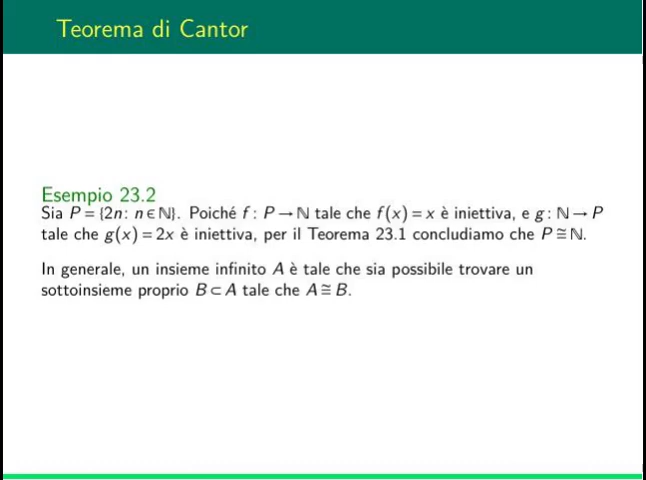 Teorema di Cantor
Esempio 23.2
Sia P = {2n: n ∈ ℕ}. Poiché f : P → ℕ tale che f(x) = x è iniettiva, e g : ℕ → P
tale che g(x) = 2x è iniettiva, per il Teorema 23.1 concludiamo che P ≅ ℕ.
In generale, un insieme infinito A è tale che sia possibile trovare un
sottoinsieme proprio B ⊂ A tale che A ≅ B.